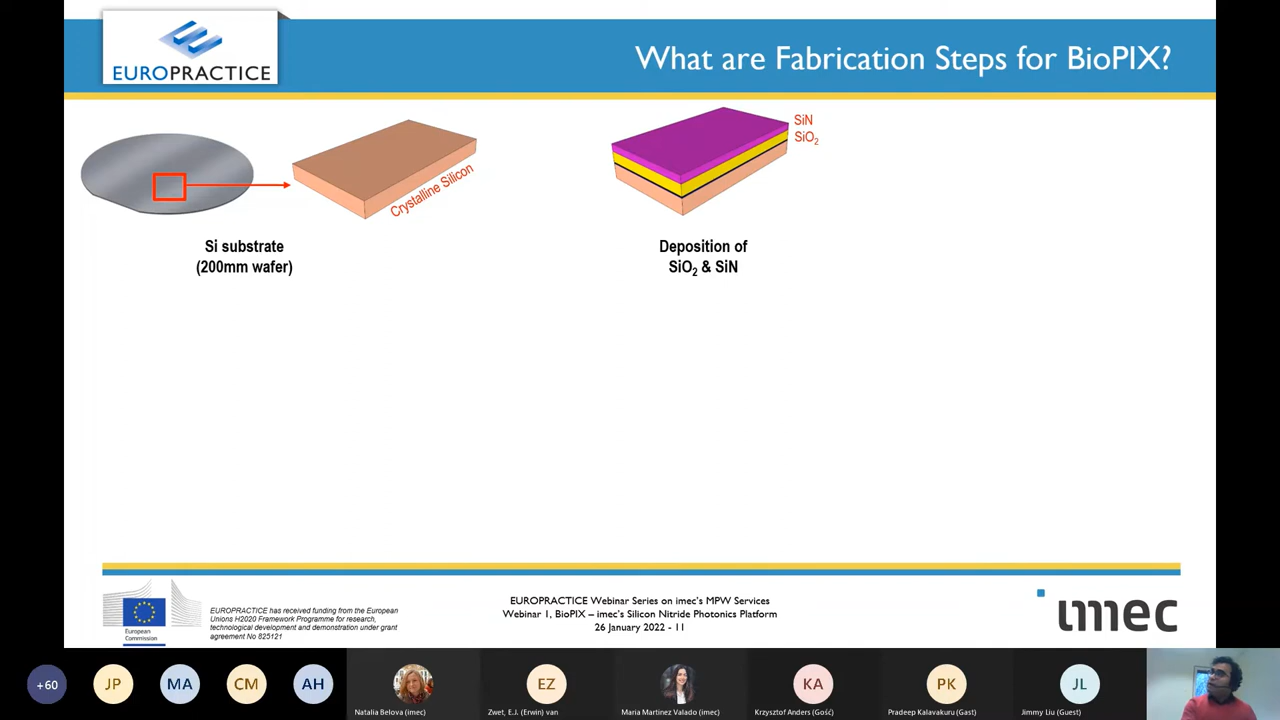 EUROPRACTICE
What are Fabrication Steps for BioPIX?
Crystalline Silicon
SiN
SiO2
Si substrate
(200mm wafer)
Deposition of
SiO2 & SiN
European
Commission
EUROPRACTICE has received funding from the European
Unions H2020 Framework Programme for research,
technological development and demonstration under grant
agreement No 825121
EUROPRACTICE Webinar Series on imec's MPW Services
Webinar 1, BioPIX – imec's Silicon Nitride Photonics Platform
26 January 2022 - 11
imec
+60
JP
MA
CM
AH
Natalia Belova (imec)
EZ
Zwet, E.J. (Erwin) van
Maria Martinez Valado (imec)
KA
Krzysztof Anders (Gość)
PK
Pradeep Kalavakuru (Gast)
JL
Jimmy Liu (Guest)